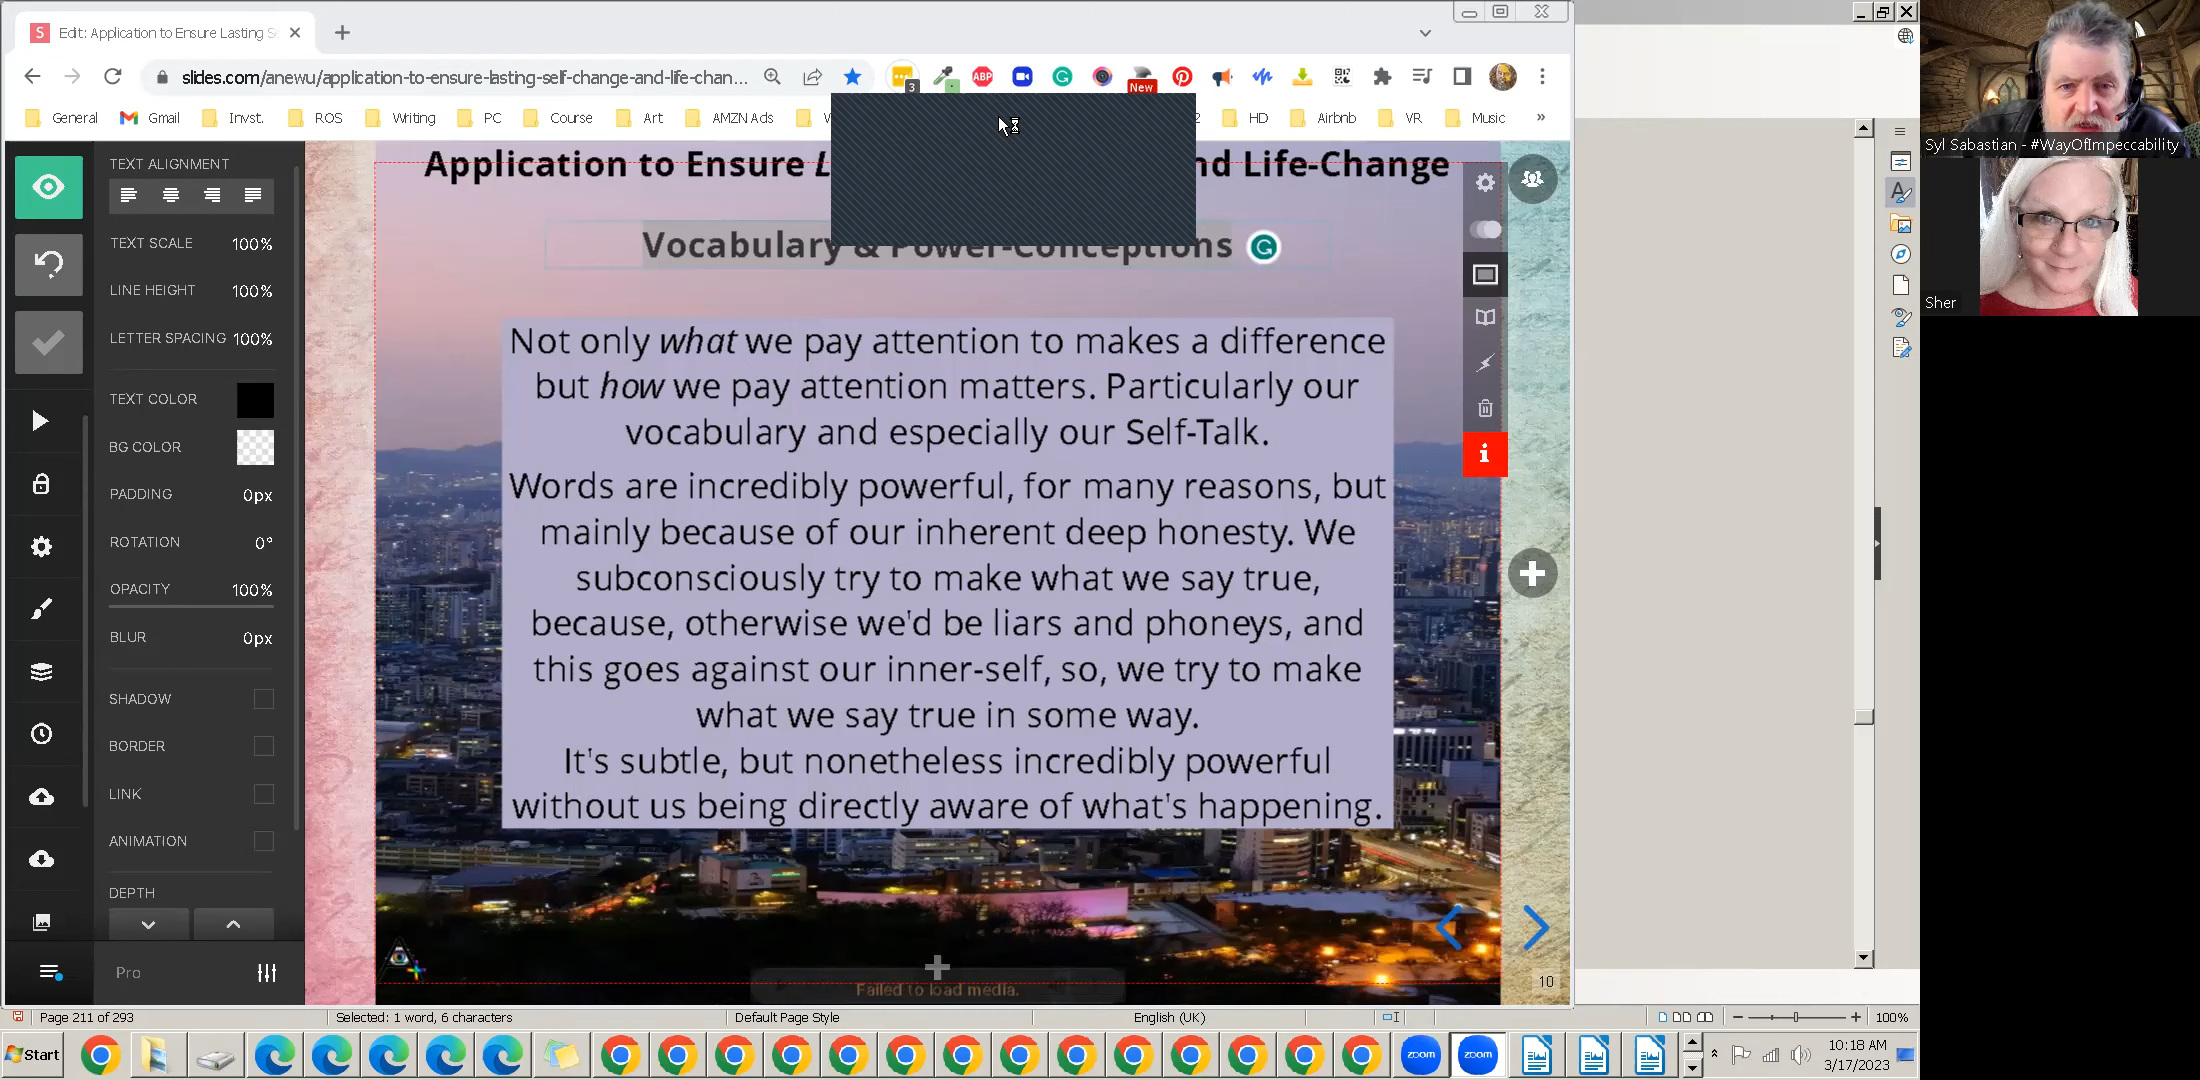 Edit: Application to Ensure Lasting S
slides.com/anewu/application-to-ensure-lasting-self-change-and-life-chan...
3
ABP
New
General
Gmail
Invst.
ROS
Writing
PC
Course
Art
AMZN Ads
V
2
HD
Airbnb
VR
Music
»
Syl Sabastian - #WayOfImpeccability
Sher
TEXT ALIGNMENT
TEXT SCALE 100%
LINE HEIGHT 100%
LETTER SPACING 100%
TEXT COLOR
BG COLOR
PADDING 0px
ROTATION 0°
OPACITY 100%
BLUR 0px
SHADOW
BORDER
LINK
ANIMATION
DEPTH
Pro
Application to Ensure L nd Life-Change
Vocabulary & Power-Conceptions
Not only what we pay attention to makes a difference
but how we pay attention matters. Particularly our
vocabulary and especially our Self-Talk.
Words are incredibly powerful, for many reasons, but
mainly because of our inherent deep honesty. We
subconsciously try to make what we say true,
because, otherwise we'd be liars and phoneys, and
this goes against our inner-self, so, we try to make
what we say true in some way.
It's subtle, but nonetheless incredibly powerful
without us being directly aware of what's happening.
Failed to load media.
10
Page 211 of 293
Selected: 1 word, 6 characters
Default Page Style
English (UK)
100%
Start
zoom
zoom
10:18 AM
3/17/2023